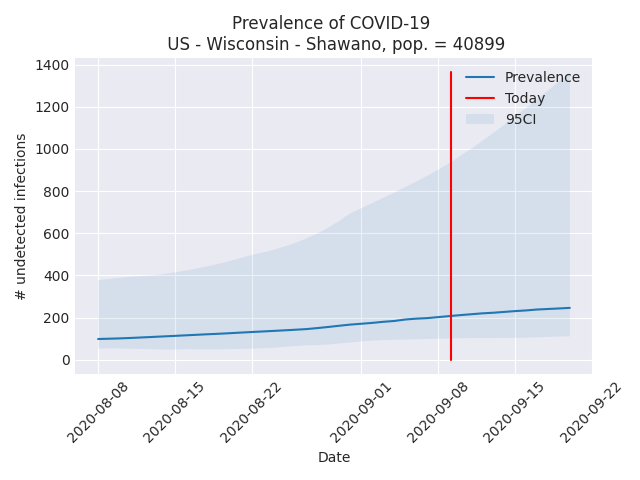 Prevalence of COVID-19
US - Wisconsin - Shawano, pop. = 40899
1400
1200
1000
800
600
400
200
0
# undetected infections
Prevalence
Today
95CI
2020-08-08
2020-08-15
2020-08-22
2020-09-01
2020-09-08
2020-09-15
2020-09-22
Date